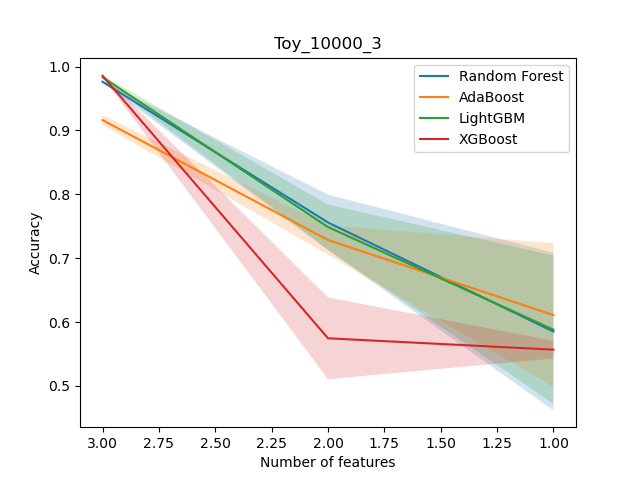 Toy_10000_3
Random Forest
AdaBoost
LightGBM
XGBoost
1.0
0.9
0.8
0.7
0.6
0.5
Accuracy
3.00 2.75 2.50 2.25 2.00 1.75 1.50 1.25 1.00
Number of features